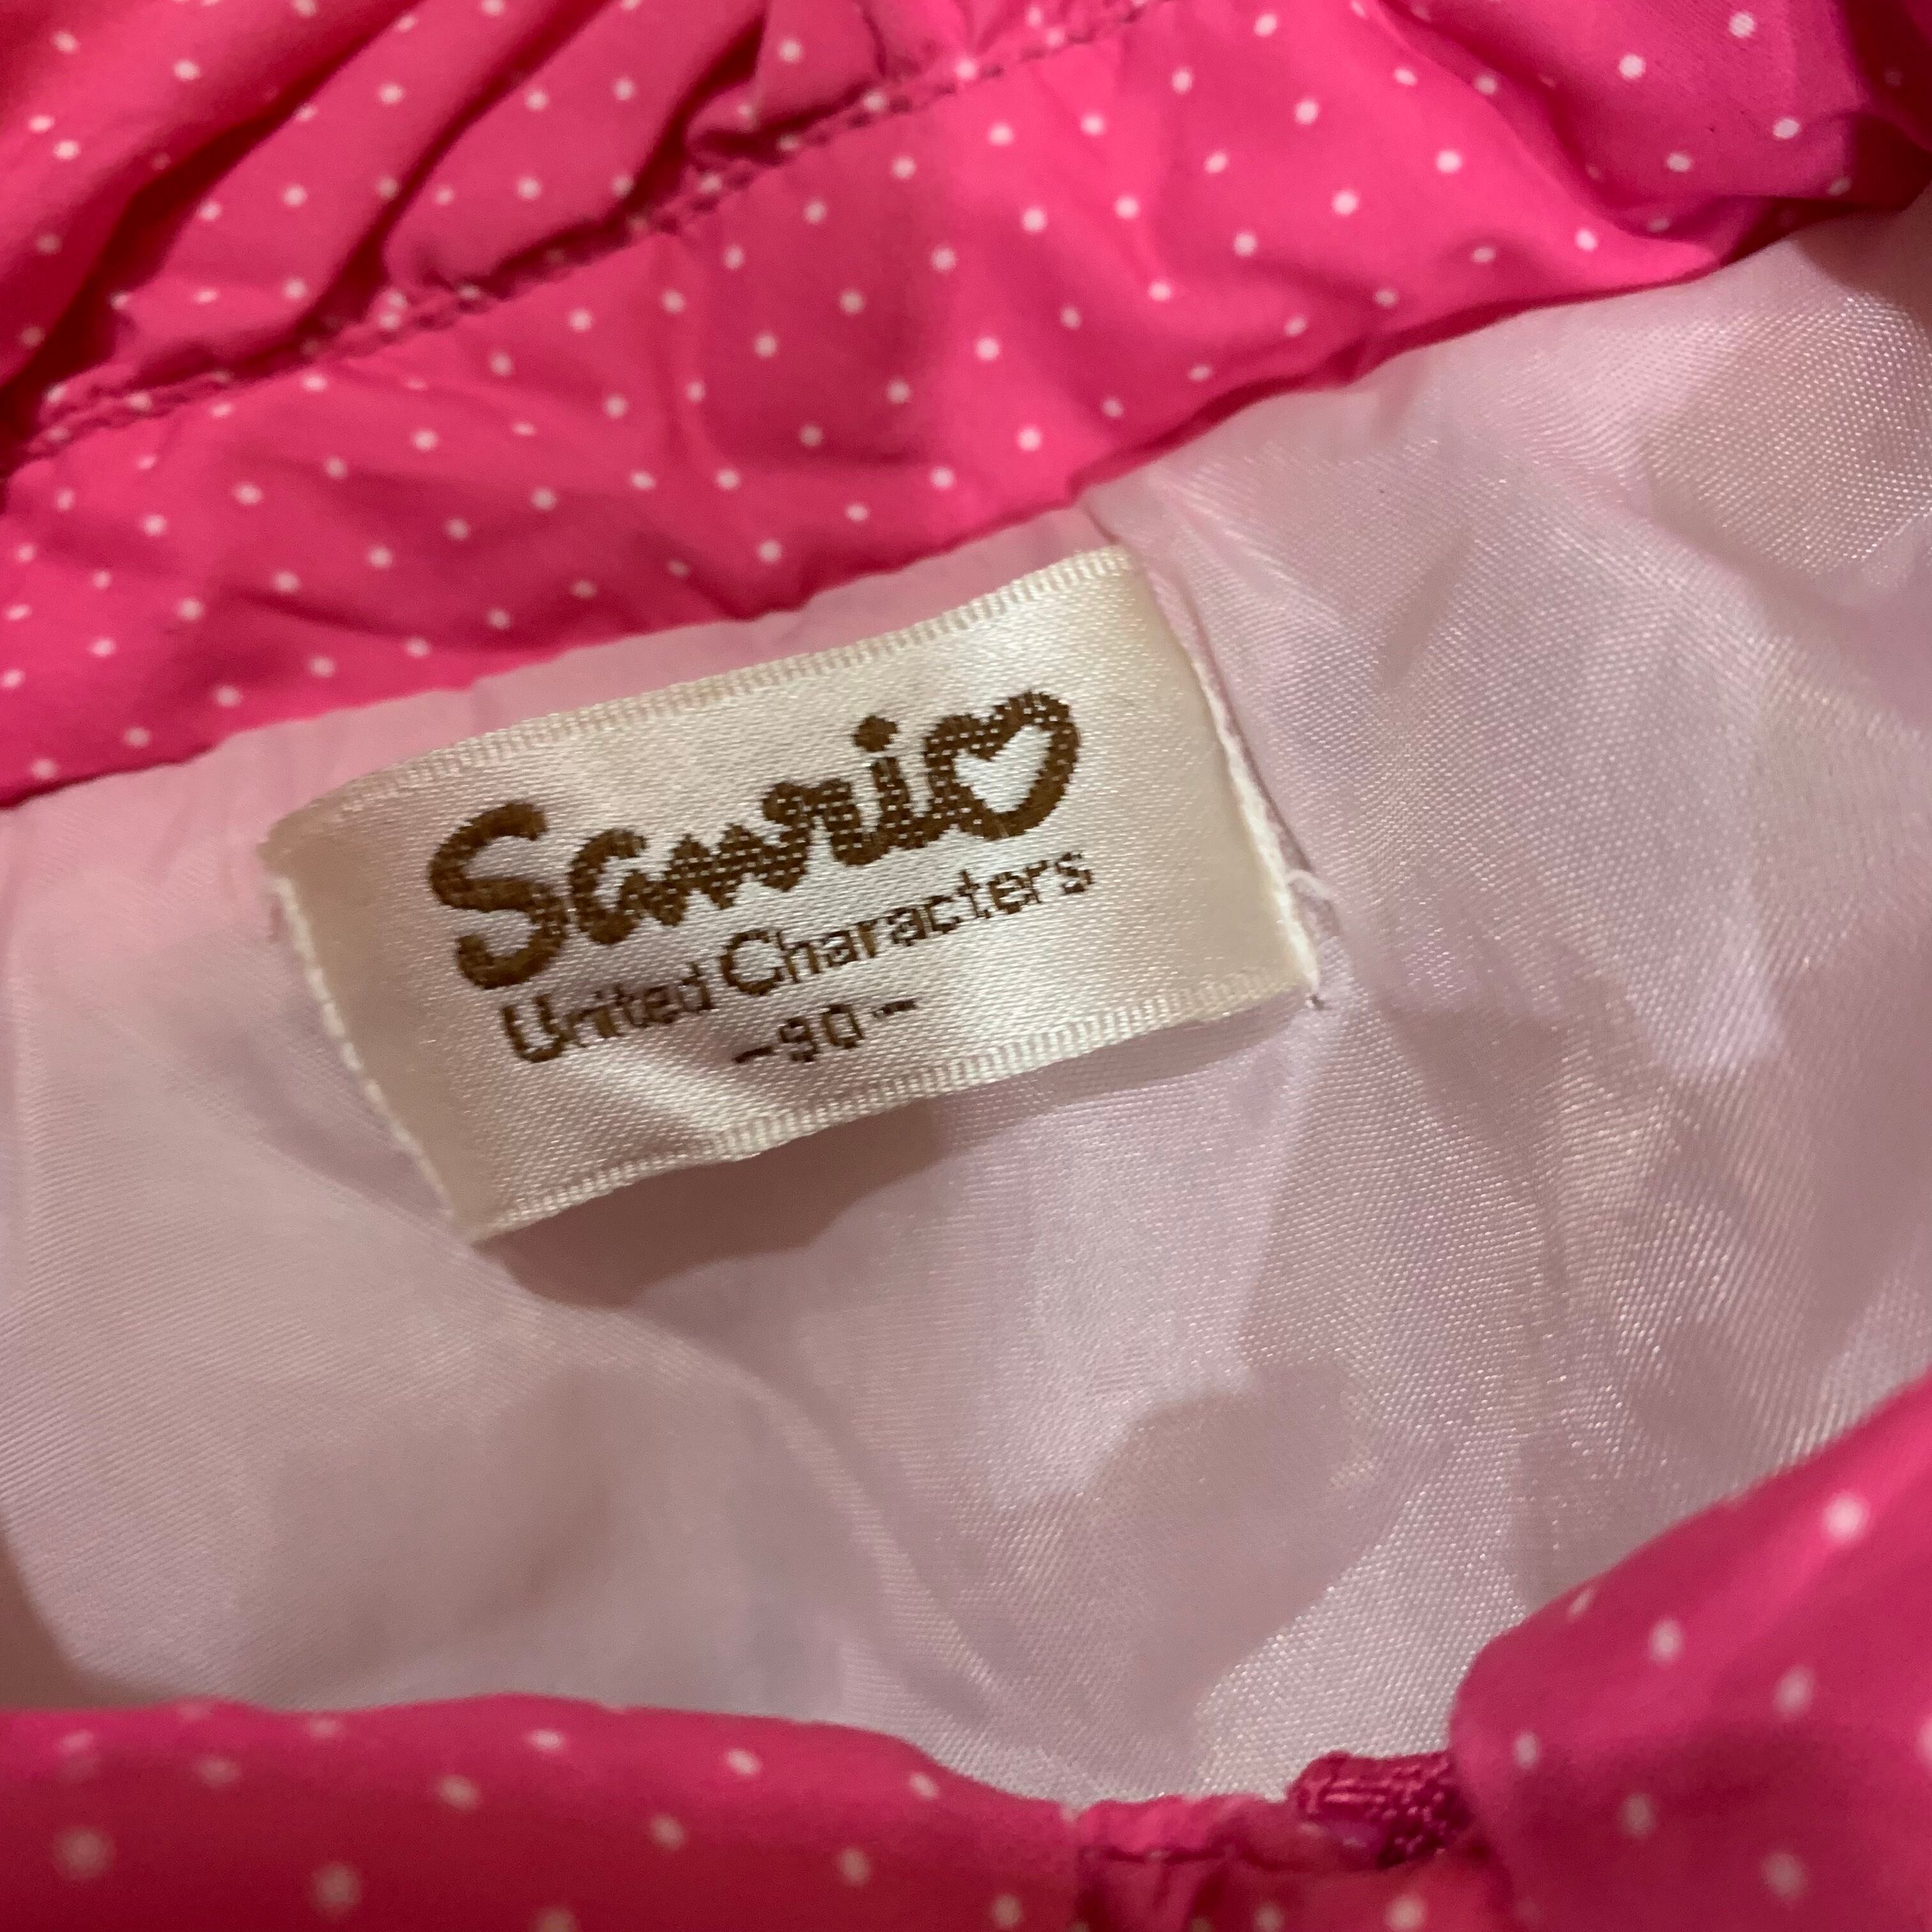 Sanrio
United Characters
-90-